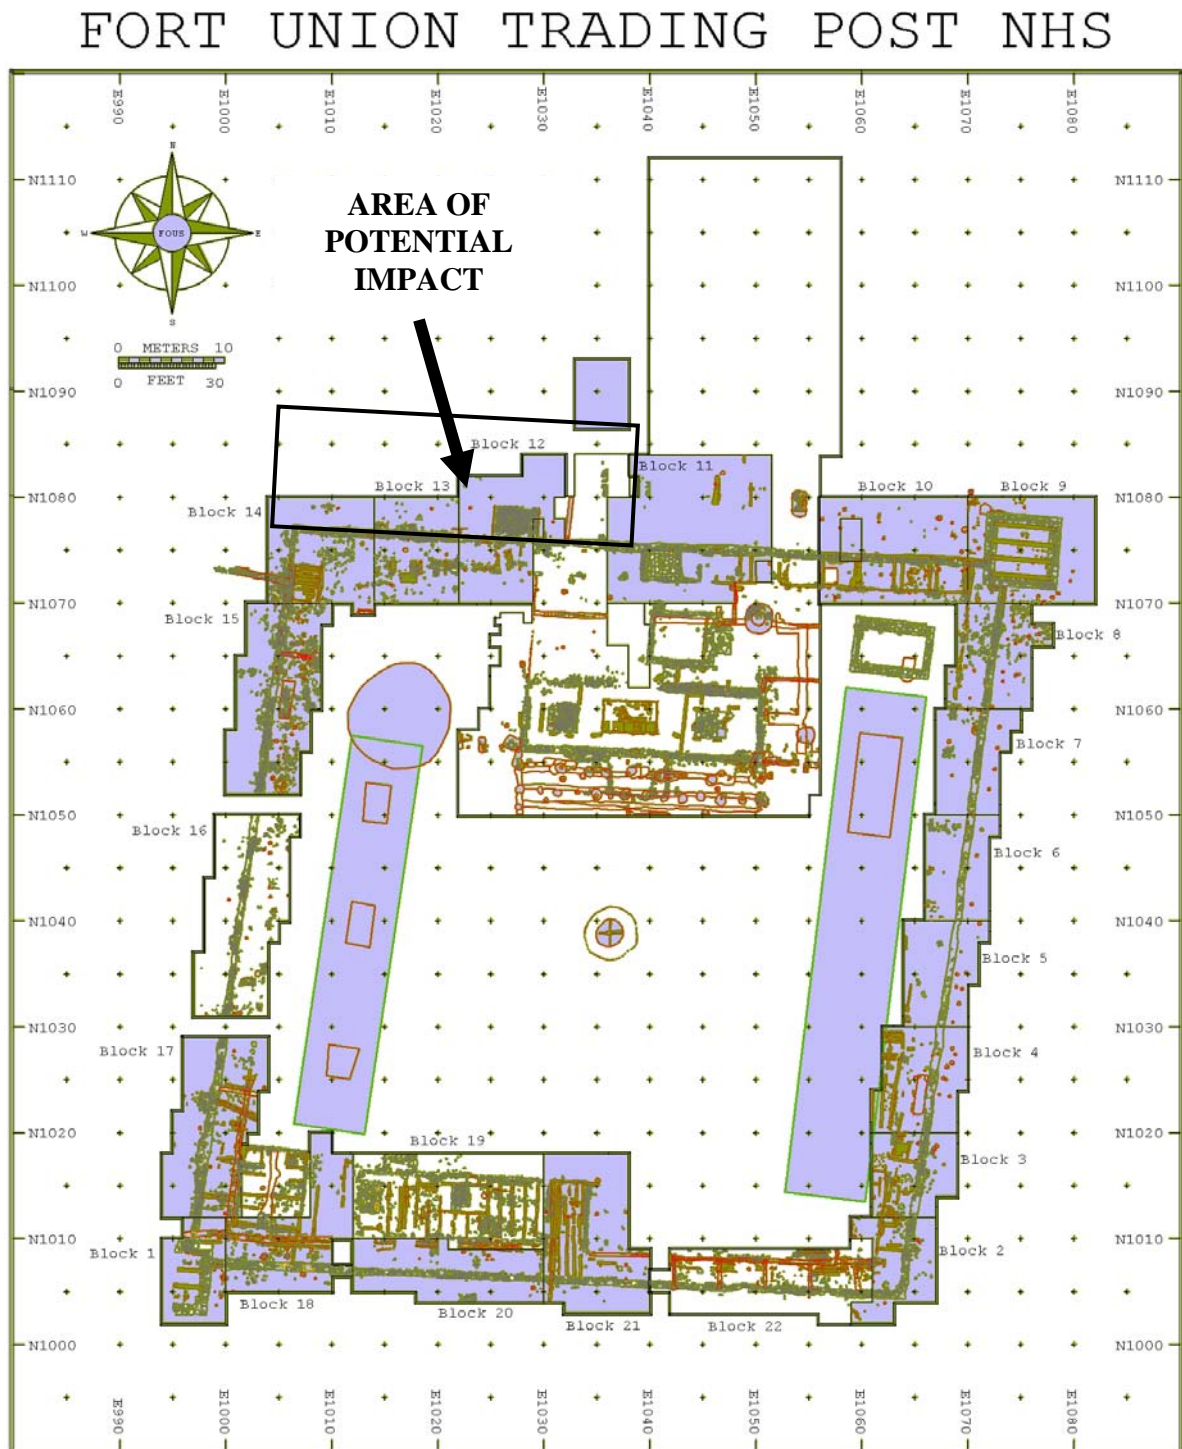 FORT UNION TRADING POST NHS
E990 E1000 E1010 E1020 E1030 E1040 E1050 E1060 E1070 E1080
N
W FOUS E
S
AREA OF
POTENTIAL
IMPACT
N1110 N1110
N1100 N1100
0 METERS 10
0 FEET 30
N1090 N1090
Block 12
Block 11
Block 13
Block 10
Block 9
N1080 N1080
Block 14
N1070 N1070
Block 15
Block 8
N1060 N1060
Block 7
N1050 N1050
Block 16
Block 6
N1040 N1040
Block 5
N1030 N1030
Block 17
Block 4
N1020 N1020
Block 19
Block 3
N1010 N1010
Block 1
Block 2
Block 18
Block 20
Block 21
Block 22
N1000 N1000
E990 E1000 E1010 E1020 E1030 E1040 E1050 E1060 E1070 E1080